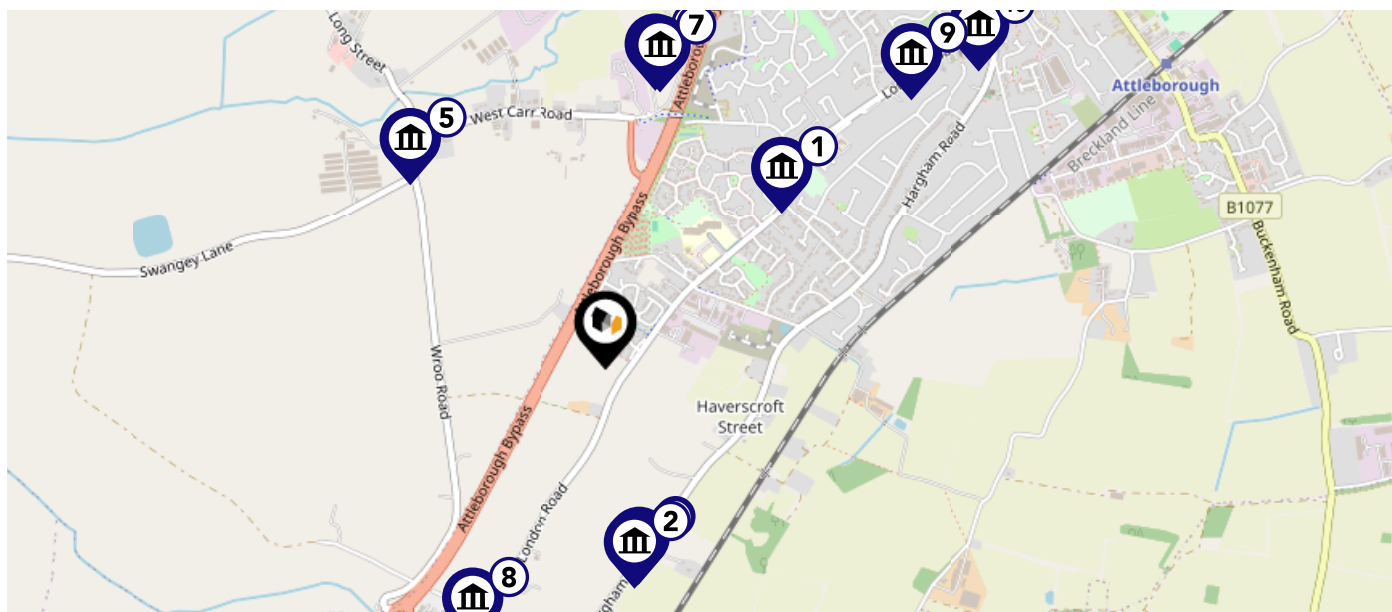 Long Street
7
Attleborou
9
5
West Carr Road
Attleborough
Breckland Line
1
Hargham Road
B1077
Swangey Lane
Attleborough Bypass
Buckenham Road
Wroo Road
Haverscroft
Street
Attleborough Bypass
London Road
2
8